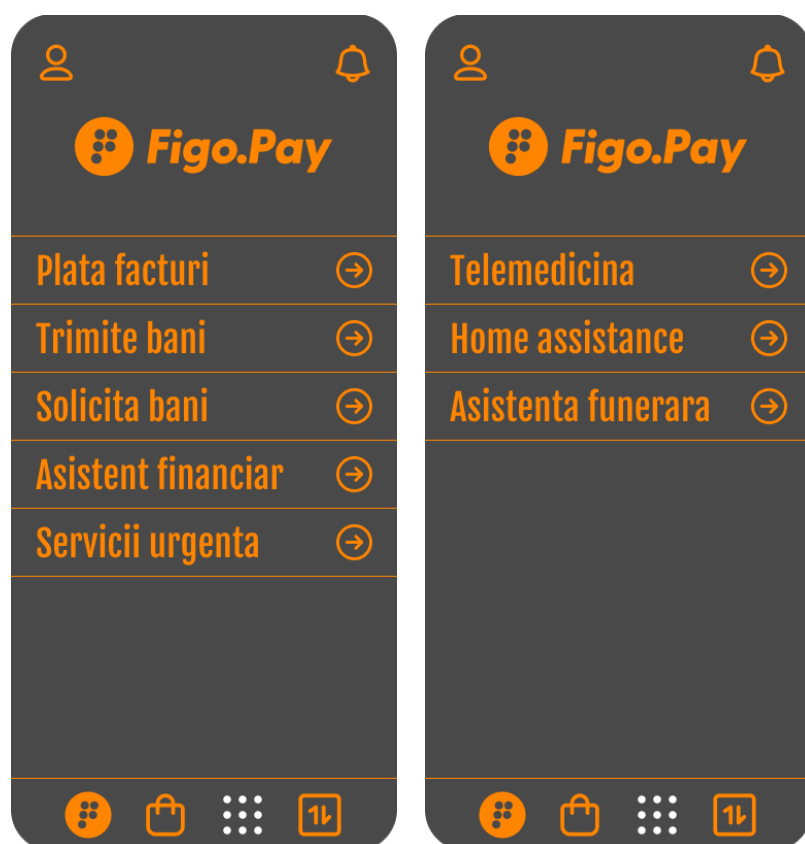 Figo.Pay
Plata facturi
Trimite bani
Solicita bani
Asistent financiar
Servicii urgenta
Figo.Pay
Telemedicina
Home assistance
Asistenta funerara